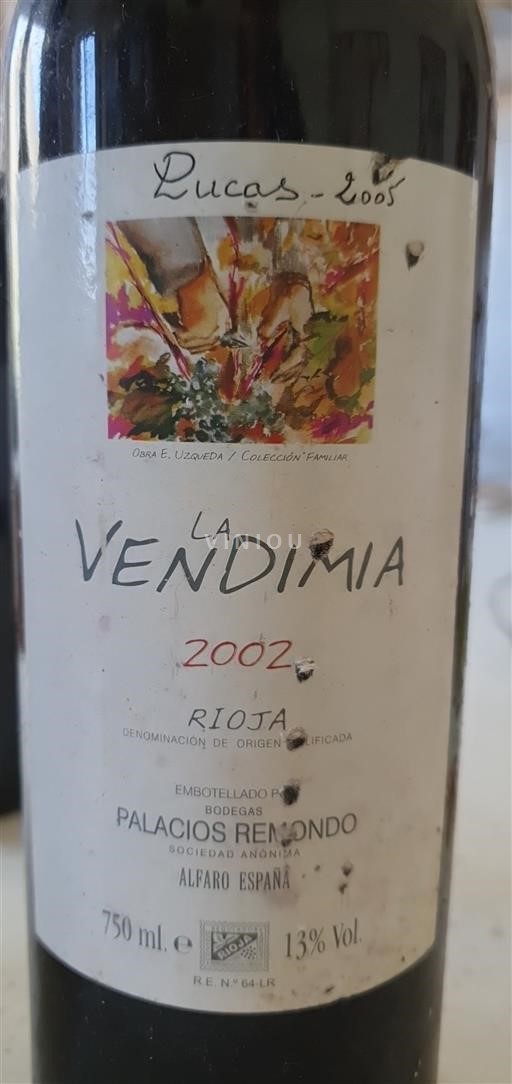 Lucas - 2005
OBRA E. UZQUEDA / COLECCIÓN FAMILIAR
LA
VENDIMIA
VINIOU
2002
RIOJA
DENOMINACIÓN DE ORIGEN
EMBOTELLADO
BODEGAS
PALACIOS REMONDO
SOCIEDAD ANÓNIMA
ALFARO ESPAÑA
750 ml. e RIOJA 13% Vol.
R.E. N.º 64-LR